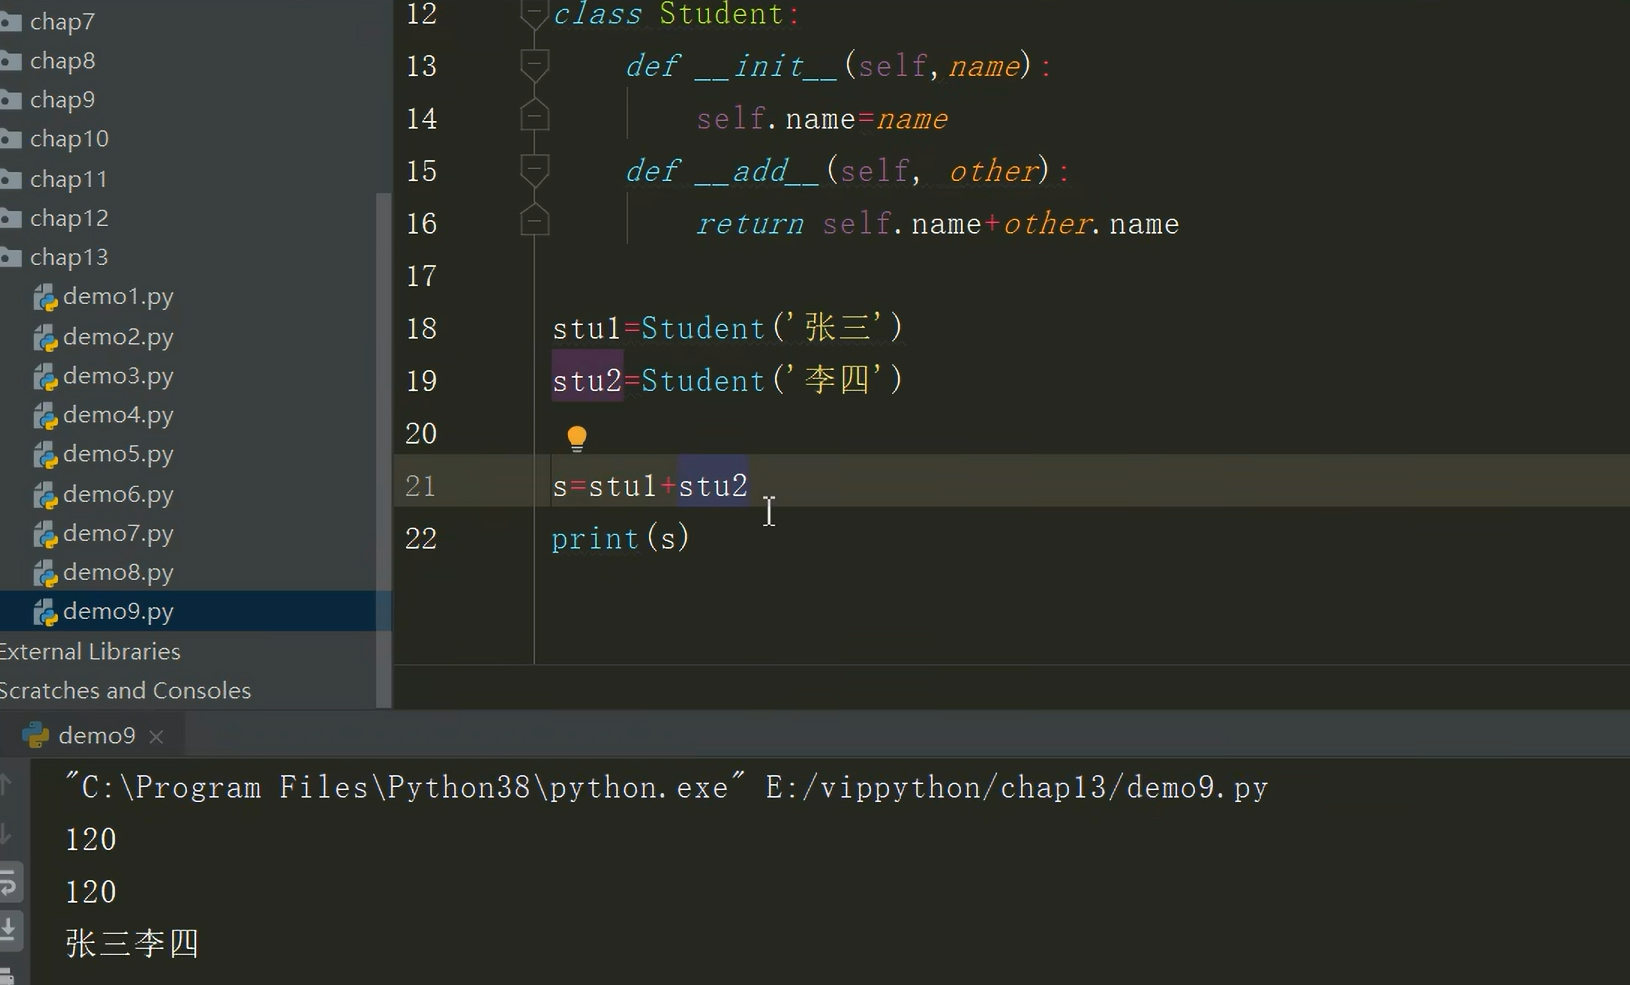 chap7
chap8
chap9
chap10
chap11
chap12
chap13
demo1.py
demo2.py
demo3.py
demo4.py
demo5.py
demo6.py
demo7.py
demo8.py
demo9.py
External Libraries
Scratches and Consoles
12 class Student:
13 def __init__(self,name):
14 self.name=name
15 def __add__(self, other):
16 return self.name+other.name
17
18 stu1=Student('张三')
19 stu2=Student('李四')
20
21 s=stu1+stu2
22 print(s)
demo9 ×
"C:\Program Files\Python38\python.exe" E:/vippython/chap13/demo9.py
120
120
张三李四